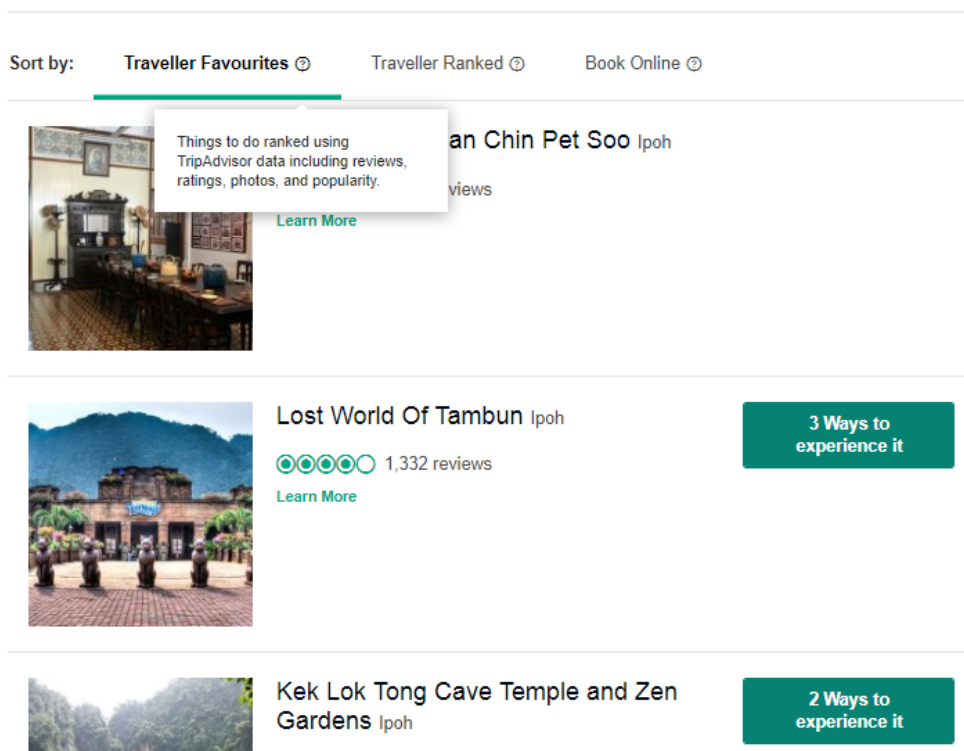 Sort by: Traveller Favourites Traveller Ranked Book Online
Things to do ranked using
TripAdvisor data including reviews,
ratings, photos, and popularity.
an Chin Pet Soo Ipoh
views
Learn More
Lost World Of Tambun Ipoh
3 Ways to
experience it
1,332 reviews
Learn More
Kek Lok Tong Cave Temple and Zen
Gardens Ipoh
2 Ways to
experience it